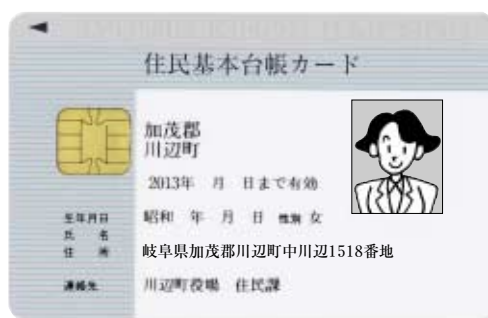 住民基本台帳カード
加茂郡
川辺町
2013年 月 日まで有効
生年月日 昭和 年 月 日 性別 女
氏 名
住 所 岐阜県加茂郡川辺町中川辺1518番地
連絡先 川辺町役場 住民課